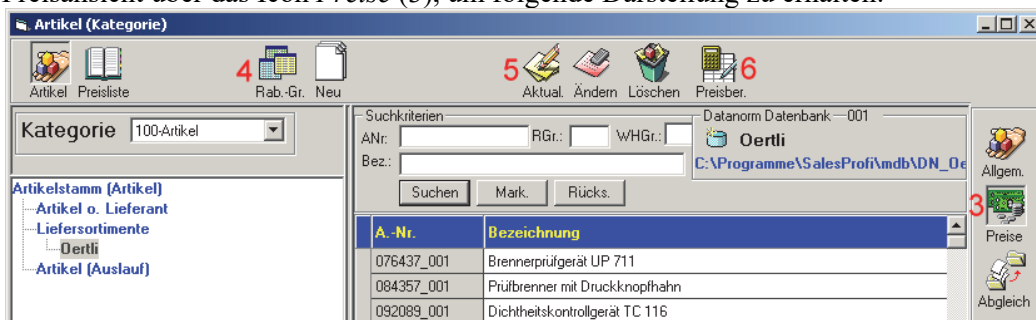 Preisansicht über das Icon Preise (3), um folgende Darstellung zu erhalten:
Artikel (Kategorie)
4
5
6
Artikel Preisliste Rab.-Gr. Neu Aktual. Ändern Löschen Preisber.
Kategorie 100-Artikel
Suchkriterien
ANr: RGr.: WHGr.:
Bez.:
Suchen Mark. Rücks.
Datanorm Datenbank 001
Oertli
C:\Programme\SalesProfi\mdb\DN_Oe
Allgem.
3
Preise
Abgleich
Artikelstamm (Artikel)
Artikel o. Lieferant
Liefersortimente
Oertli
Artikel (Auslauf)
A.-Nr. Bezeichnung
076437_001 Brennerprüfgerät UP 711
084357_001 Prüfbrenner mit Druckknopfhahn
092089_001 Dichtheitskontrollgerät TC 116